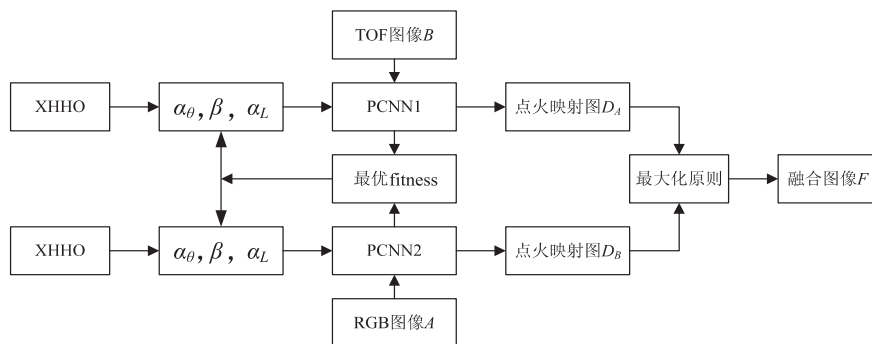 TOF图像B
XHHO
αθ, β, αL
PCNN1
点火映射图DA
最优fitness
最大化原则
融合图像F
XHHO
αθ, β, αL
PCNN2
点火映射图DB
RGB图像A